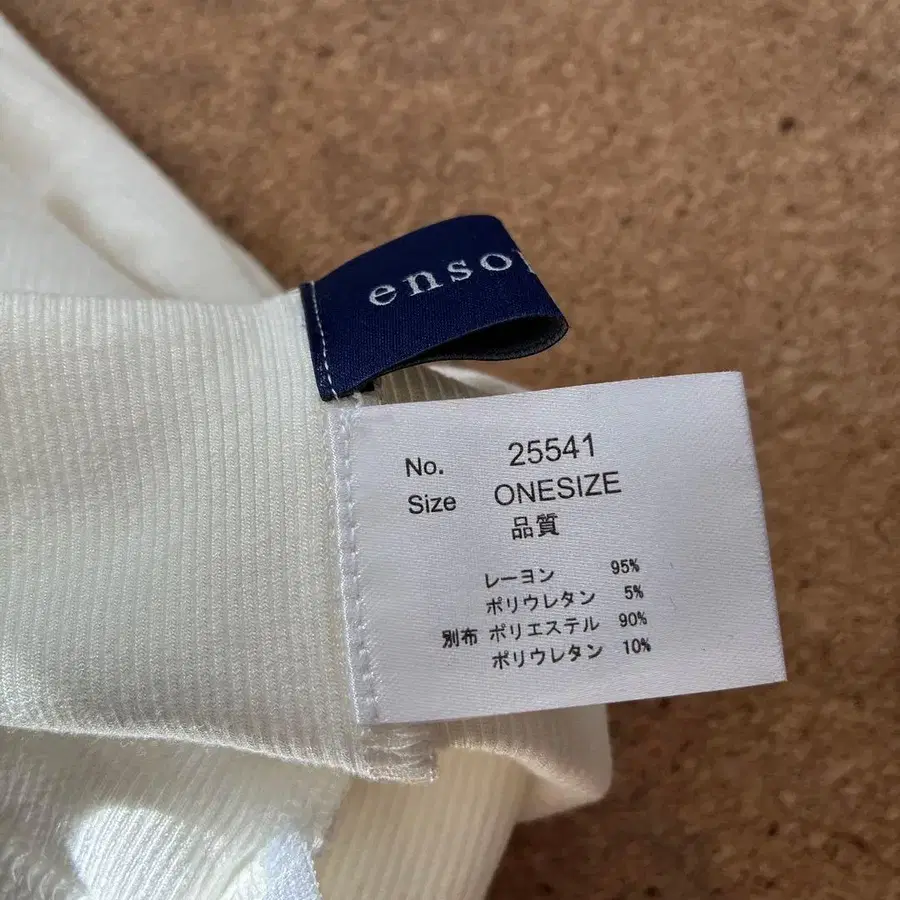 No. 25541
Size ONESIZE
品質
レーヨン 95%
ポリウレタン 5%
別布 ポリエステル 90%
ポリウレタン 10%